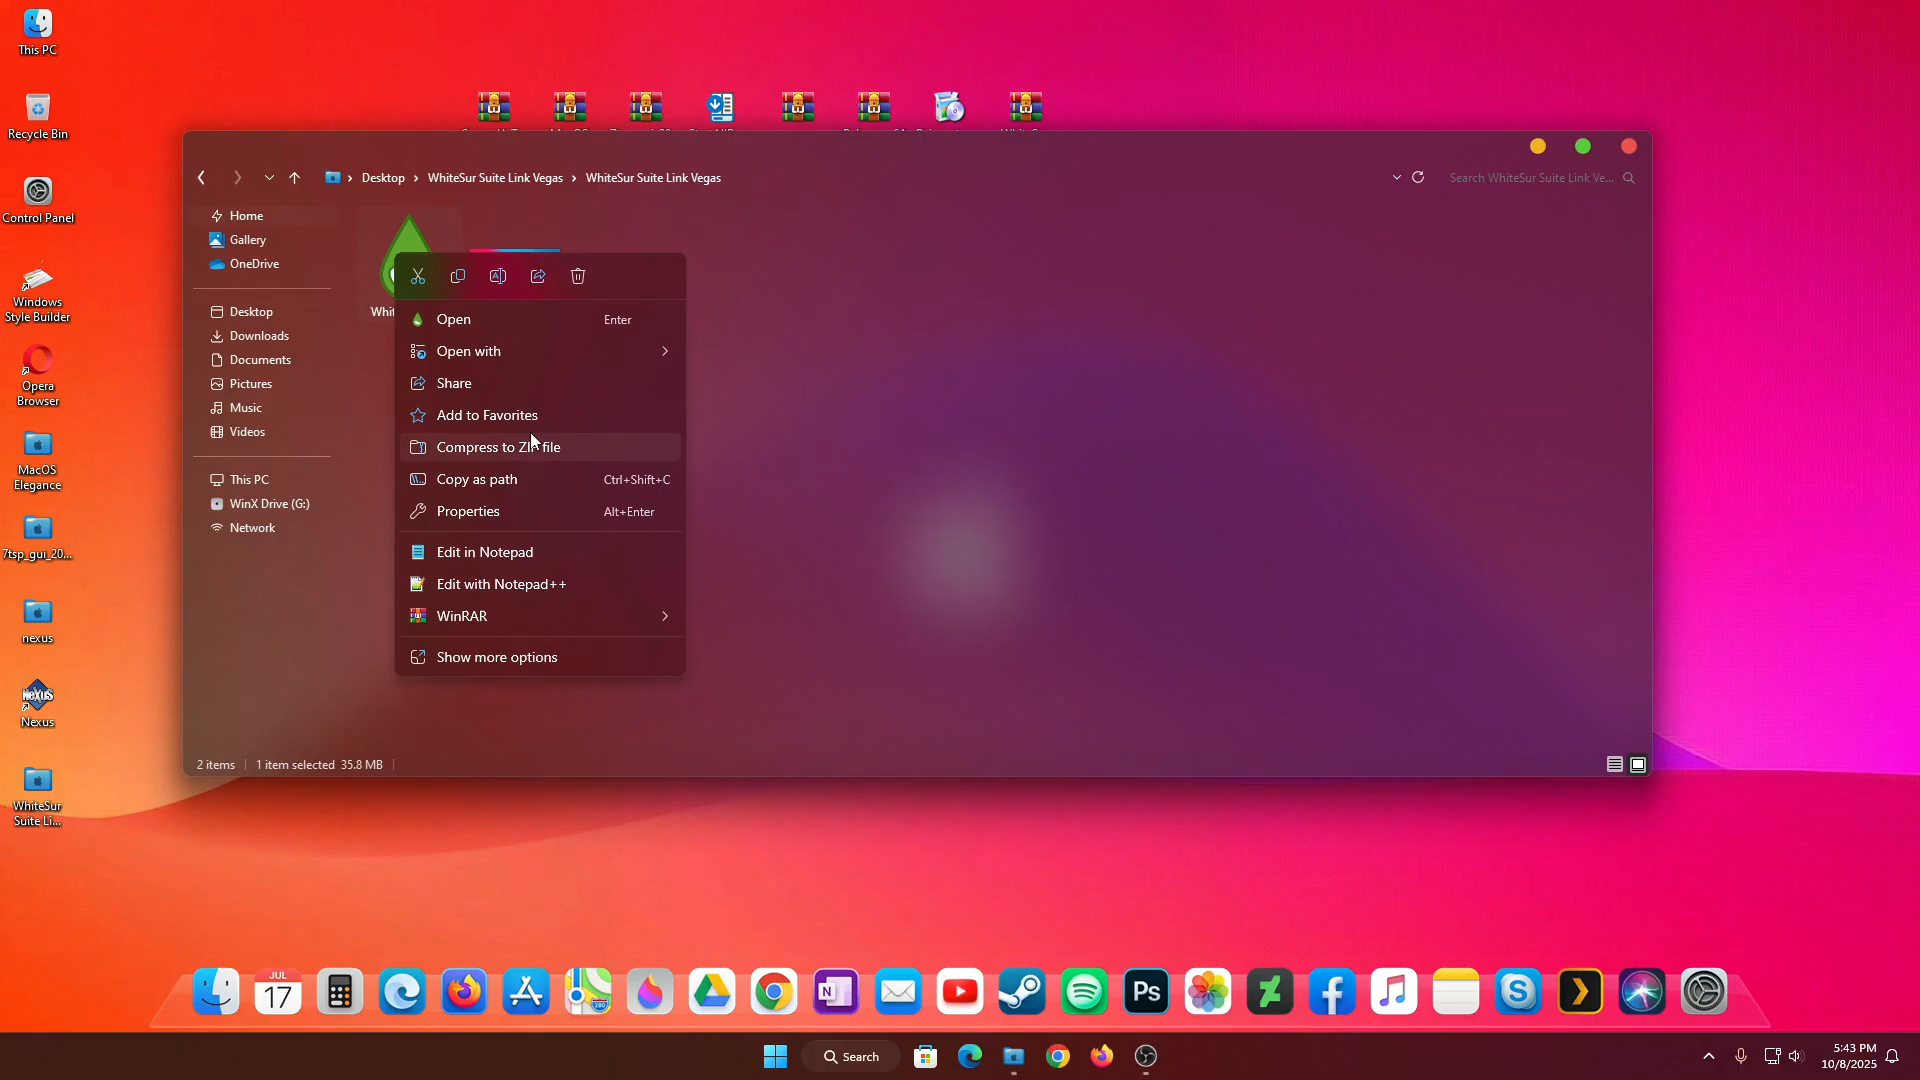 This PC
Recycle Bin
Control Panel
Windows
Style Builder
Opera
Browser
MacOS
Elegance
7tsp_gui_20...
nexus
Nexus
WhiteSur
Suite Li...
Desktop › WhiteSur Suite Link Vegas › WhiteSur Suite Link Vegas
Search WhiteSur Suite Link Ve...
Home
Gallery
OneDrive
Desktop
Downloads
Documents
Pictures
Music
Videos
This PC
WinX Drive (G:)
Network
Open Enter
Open with
Share
Add to Favorites
Compress to ZIP file
Copy as path Ctrl+Shift+C
Properties Alt+Enter
Edit in Notepad
Edit with Notepad++
WinRAR
Show more options
2 items
1 item selected 35.8 MB
JUL
17
280
N
Ps
S
Search
5:43 PM
10/8/2025